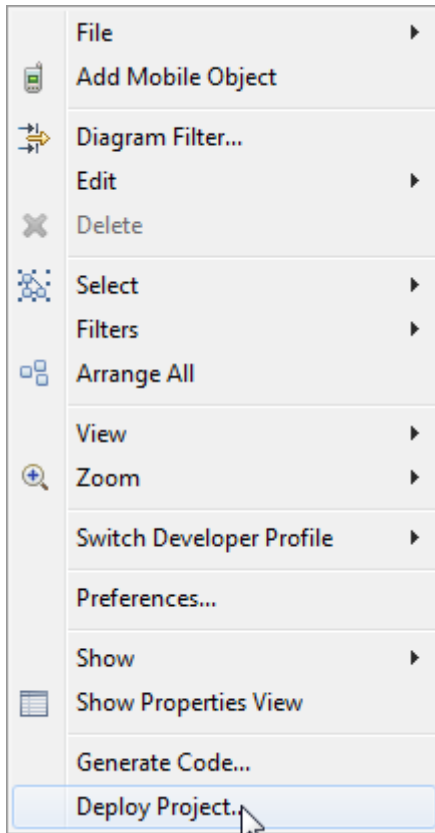 File
Add Mobile Object
Diagram Filter...
Edit
Delete
Select
Filters
Arrange All
View
Zoom
Switch Developer Profile
Preferences...
Show
Show Properties View
Generate Code...
Deploy Project...